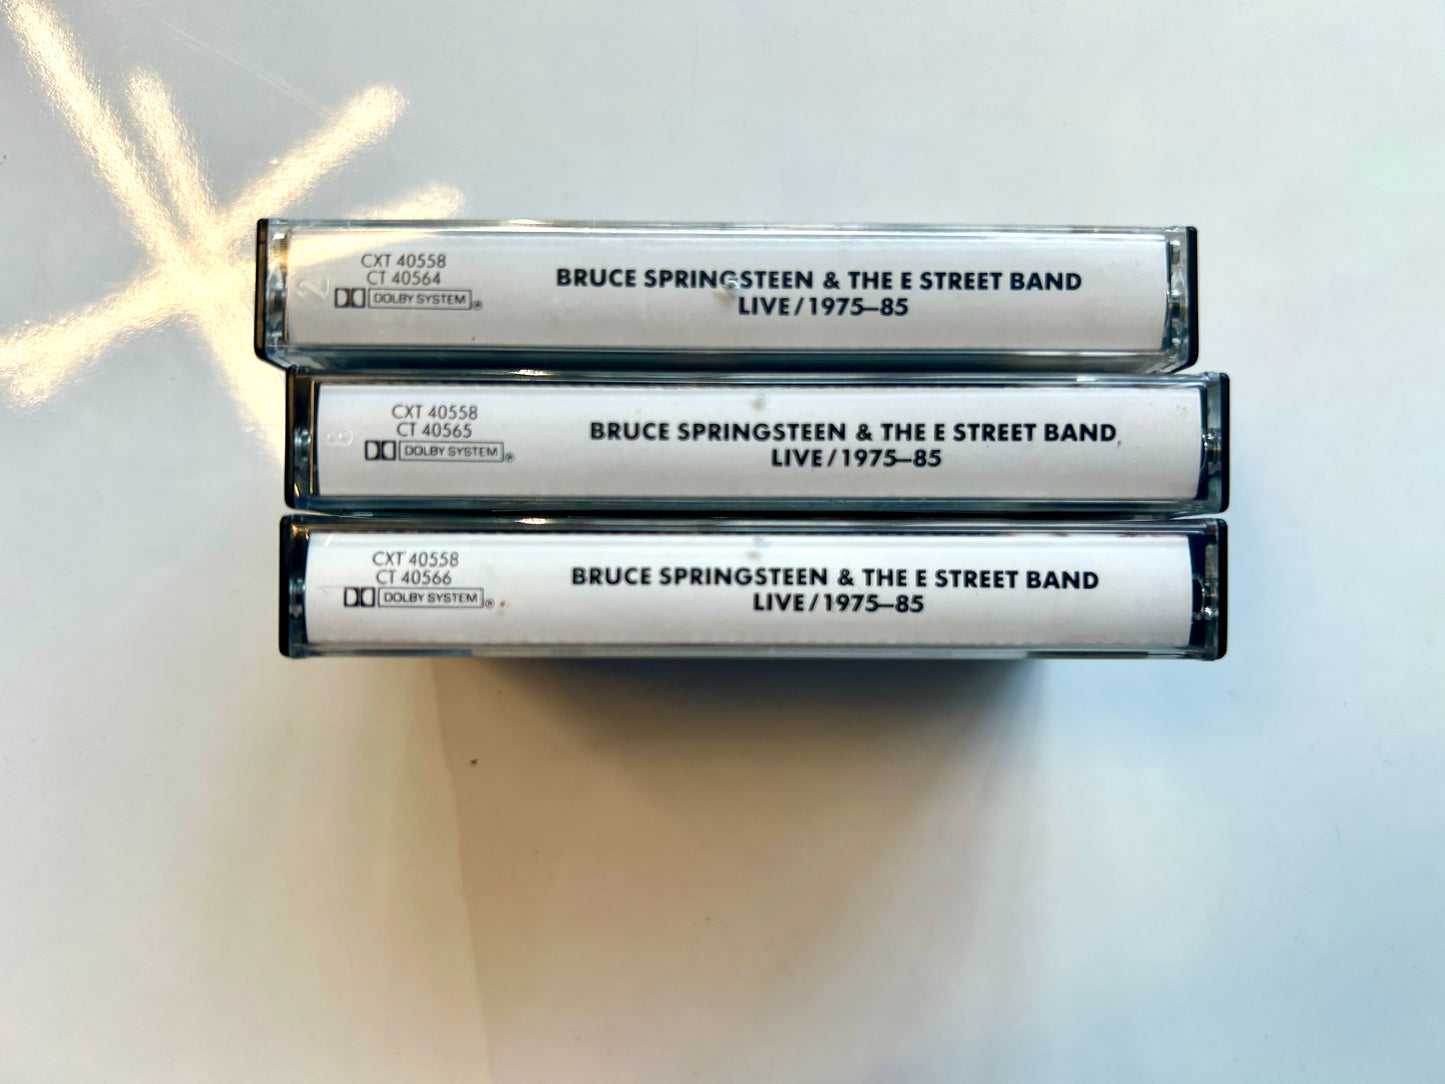 CXT 40558
CT 40564
DOLBY SYSTEM ®
BRUCE SPRINGSTEEN & THE E STREET BAND
LIVE/1975–85
2
CXT 40558
CT 40565
DOLBY SYSTEM ®
BRUCE SPRINGSTEEN & THE E STREET BAND
LIVE/1975–85
8
CXT 40558
CT 40566
DOLBY SYSTEM ®
BRUCE SPRINGSTEEN & THE E STREET BAND
LIVE/1975–85